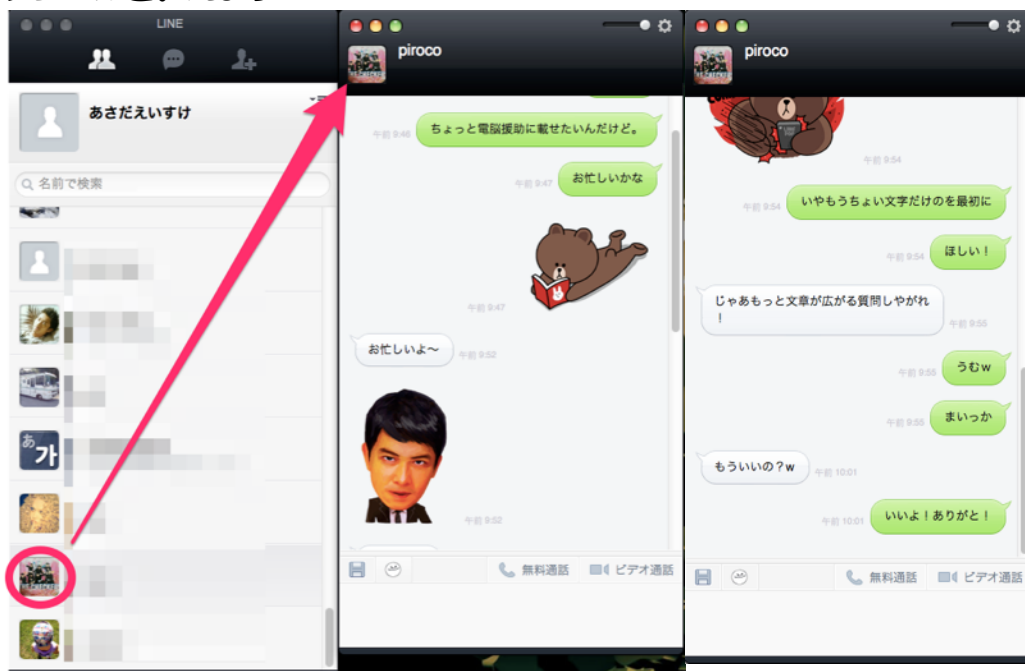 LINE
あさだえいすけ
名前で検索
あ가
piroco
午前 9:46
ちょっと電脳援助に載せたいんだけど。
午前 9:47
お忙しいかな
午前 9:47
お忙しいよ〜
午前 9:52
午前 9:52
無料通話
ビデオ通話
piroco
午前 9:54
午前 9:54
いやもうちょい文字だけのを最初に
午前 9:54
ほしい！
じゃあもっと文章が広がる質問しやがれ
！
午前 9:55
午前 9:55
うむw
午前 9:55
まいっか
もういいの？w
午前 10:01
午前 10:01
いいよ！ありがと！
無料通話
ビデオ通話